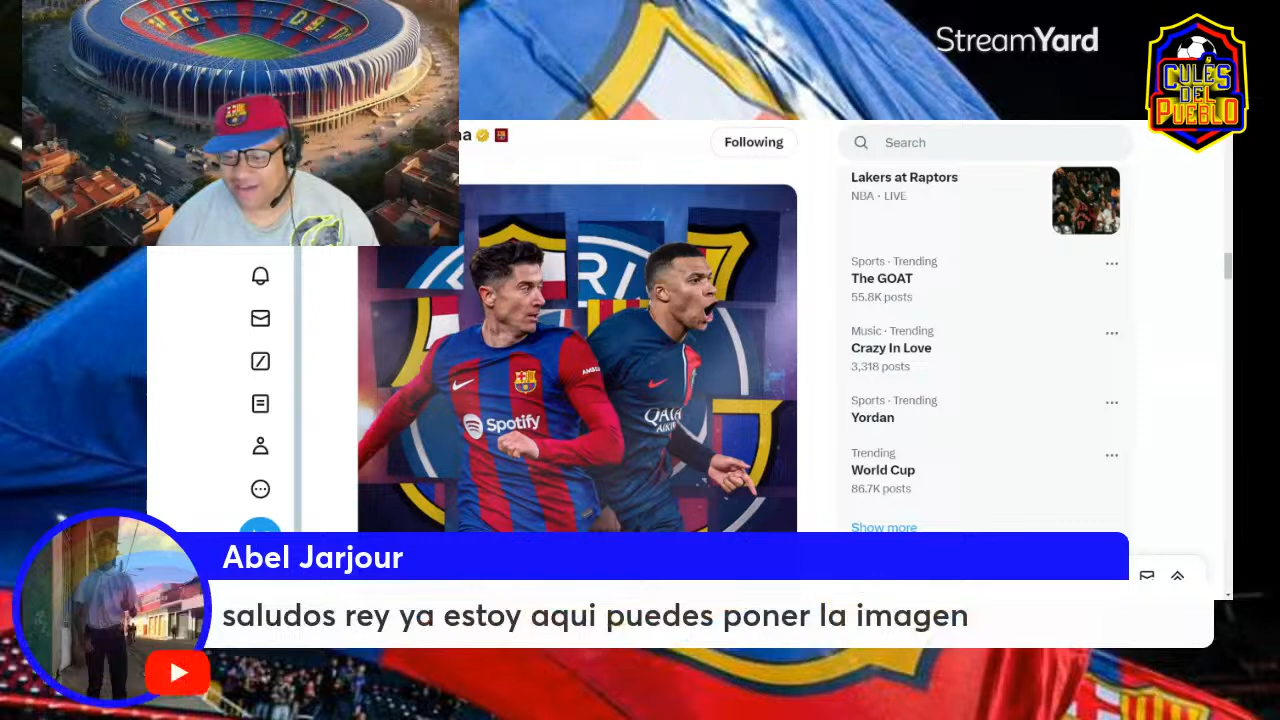 StreamYard
CULÉS
DEL
PUEBLO
na
Following
Search
Lakers at Raptors
NBA · LIVE
Sports · Trending
The GOAT
55.8K posts
Music · Trending
Crazy In Love
3,318 posts
Sports · Trending
Yordan
Trending
World Cup
86.7K posts
Show more
Spotify
QATAR
Abel Jarjour
saludos rey ya estoy aqui puedes poner la imagen